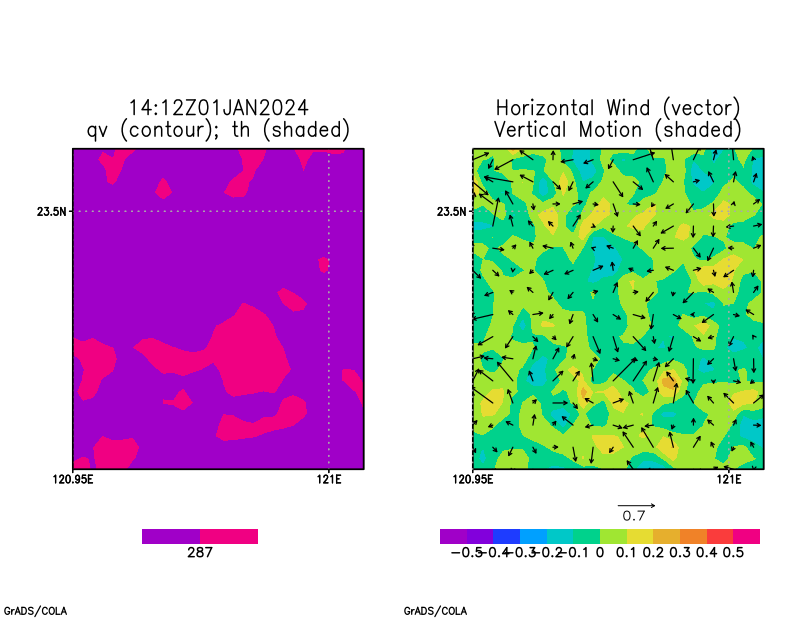 14:12Z01JAN2024
qv (contour); th (shaded)
23.5N
120.95E
121E
287
Horizontal Wind (vector)
Vertical Motion (shaded)
23.5N
120.95E
121E
0.7
-0.5 -0.4 -0.3 -0.2 -0.1 0 0.1 0.2 0.3 0.4 0.5
GrADS/COLA
GrADS/COLA